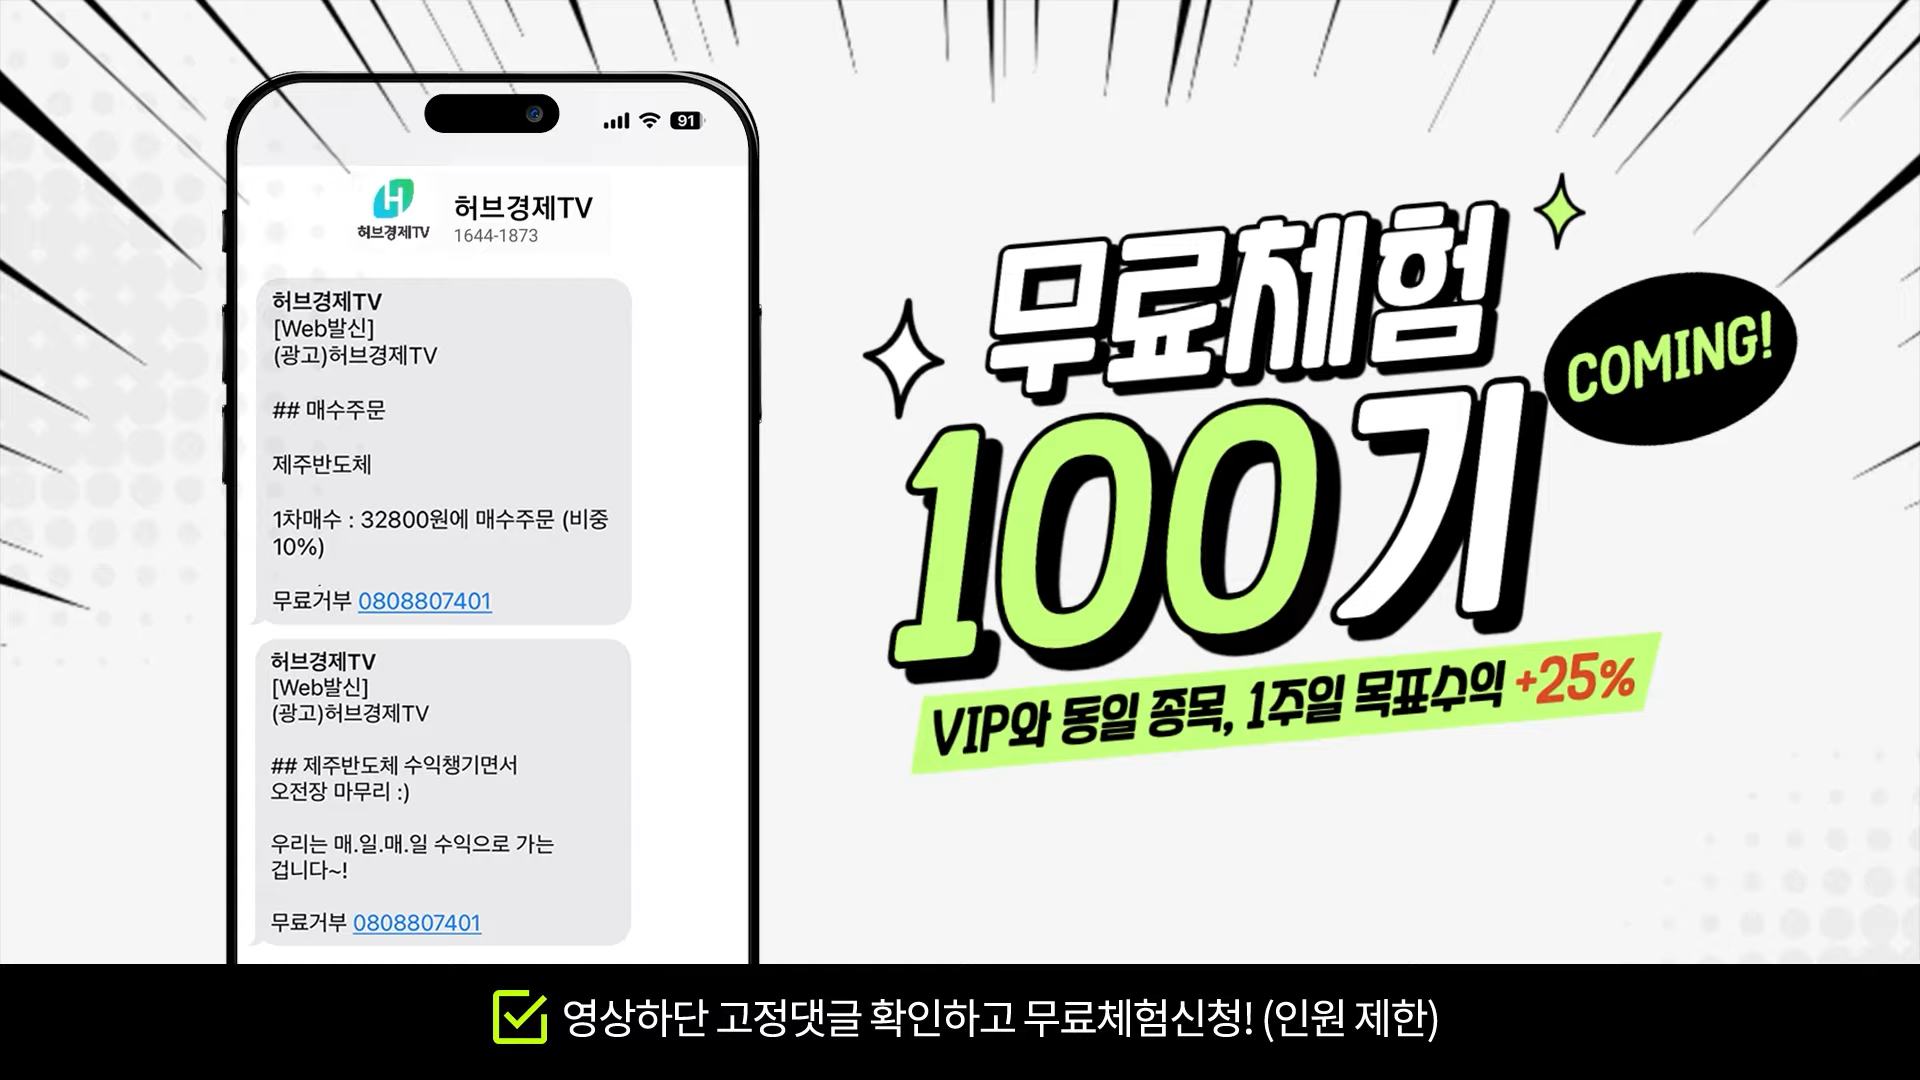 91
허브경제TV
허브경제TV
1644-1873
허브경제TV
[Web발신]
(광고)허브경제TV
## 매수주문
제주반도체
1차매수 : 32800원에 매수주문 (비중
10%)
무료거부 0808807401
허브경제TV
[Web발신]
(광고)허브경제TV
## 제주반도체 수익챙기면서
오전장 마무리 :)
우리는 매.일.매.일 수익으로 가는
겁니다~!
무료거부 0808807401
무료체험
100기
COMING!
VIP와 동일 종목, 1주일 목표수익 +25%
영상하단 고정댓글 확인하고 무료체험신청! (인원 제한)